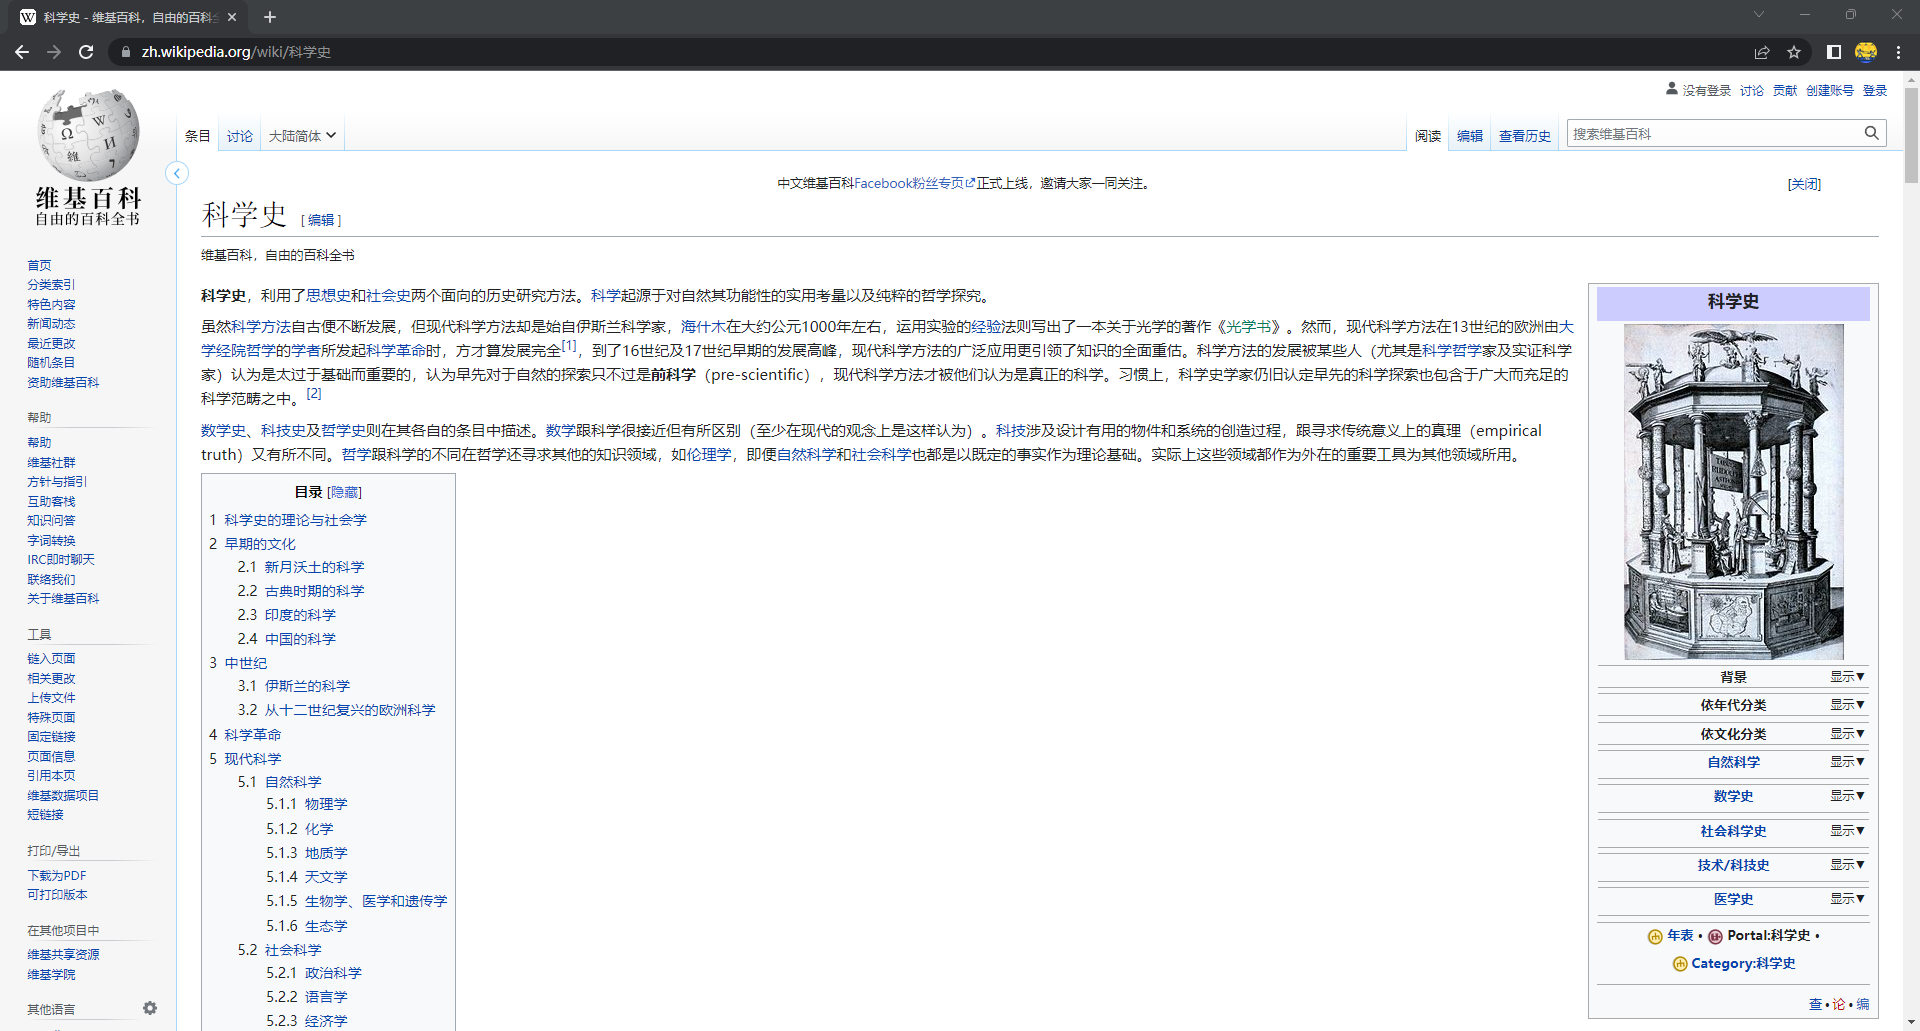 科学史 - 维基百科，自由的百科全
zh.wikipedia.org/wiki/科学史
没有登录 讨论 贡献 创建账号 登录
条目 讨论 大陆简体
阅读 编辑 查看历史 搜索维基百科
维基百科
自由的百科全书
中文维基百科Facebook粉丝专页正式上线，邀请大家一同关注。 [关闭]
科学史 [ 编辑 ]
维基百科，自由的百科全书
首页
分类索引
特色内容
新闻动态
最近更改
随机条目
资助维基百科
帮助
帮助
维基社群
方针与指引
互助客栈
知识问答
字词转换
IRC即时聊天
联络我们
关于维基百科
工具
链入页面
相关更改
上传文件
特殊页面
固定链接
页面信息
引用本页
维基数据项目
短链接
打印/导出
下载为PDF
可打印版本
在其他项目中
维基共享资源
维基学院
其他语言
科学史，利用了思想史和社会史两个面向的历史研究方法。科学起源于对自然其功能性的实用考量以及纯粹的哲学探究。
虽然科学方法自古便不断发展，但现代科学方法却是始自伊斯兰科学家，海什木在大约公元1000年左右，运用实验的经验法则写出了一本关于光学的著作《光学书》。然而，现代科学方法在13世纪的欧洲由大
学经院哲学的学者所发起科学革命时，方才算发展完全[1]，到了16世纪及17世纪早期的发展高峰，现代科学方法的广泛应用更引领了知识的全面重估。科学方法的发展被某些人（尤其是科学哲学家及实证科学
家）认为是太过于基础而重要的，认为早先对于自然的探索只不过是前科学（pre-scientific），现代科学方法才被他们认为是真正的科学。习惯上，科学史学家仍旧认定早先的科学探索也包含于广大而充足的
科学范畴之中。[2]
数学史、科技史及哲学史则在其各自的条目中描述。数学跟科学很接近但有所区别（至少在现代的观念上是这样认为）。科技涉及设计有用的物件和系统的创造过程，跟寻求传统意义上的真理（empirical
truth）又有所不同。哲学跟科学的不同在哲学还寻求其他的知识领域，如伦理学，即便自然科学和社会科学也都是以既定的事实作为理论基础。实际上这些领域都作为外在的重要工具为其他领域所用。
目录 [隐藏]
1 科学史的理论与社会学
2 早期的文化
2.1 新月沃土的科学
2.2 古典时期的科学
2.3 印度的科学
2.4 中国的科学
3 中世纪
3.1 伊斯兰的科学
3.2 从十二世纪复兴的欧洲科学
4 科学革命
5 现代科学
5.1 自然科学
5.1.1 物理学
5.1.2 化学
5.1.3 地质学
5.1.4 天文学
5.1.5 生物学、医学和遗传学
5.1.6 生态学
5.2 社会科学
5.2.1 政治科学
5.2.2 语言学
5.2.3 经济学
科学史
背景 显示▼
依年代分类 显示▼
依文化分类 显示▼
自然科学 显示▼
数学史 显示▼
社会科学史 显示▼
技术/科技史 显示▼
医学史 显示▼
年表 • Portal:科学史 •
Category:科学史
查 • 论 • 编